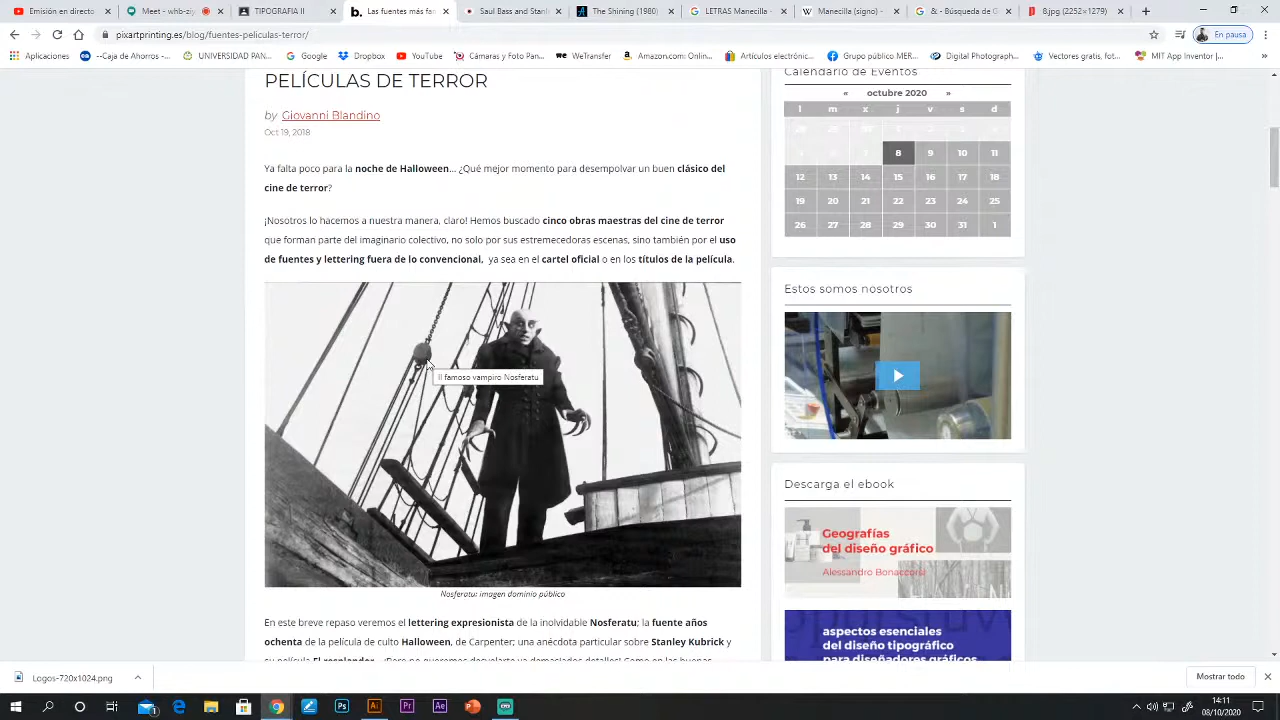 Emisión en directo
Meet - whb-zjy
TIPOGRAFIA II
b. Las fuentes más fa
Saul Bass and Stanl
The Shining (1980)
LETRAS Manecilla -
Manecilla (signo) -
&- Búsqueda de G
8.jpg (2252×1279)
pixartprinting.es/blog/fuentes-peliculas-terror/
En pausa
Aplicaciones
--Caja de Ahorros -...
UNIVERSIDAD PAN...
Google
Dropbox
YouTube
Cámaras y Foto Pan...
WeTransfer
Amazon.com: Onlin...
Artículos electrónic...
Grupo público MER...
Digital Photograph...
Vectores gratis, fot...
MIT App Inventor |...
»
PELÍCULAS DE TERROR
by Giovanni Blandino
Oct 19, 2018
Ya falta poco para la noche de Halloween... ¿Qué mejor momento para desempolvar un buen clásico del
cine de terror?
¡Nosotros lo hacemos a nuestra manera, claro! Hemos buscado cinco obras maestras del cine de terror
que forman parte del imaginario colectivo, no solo por sus estremecedoras escenas, sino también por el uso
de fuentes y lettering fuera de lo convencional, ya sea en el cartel oficial o en los títulos de la película.
Il famoso vampiro Nosferatu
Nosferatu: imagen dominio público
En este breve repaso veremos el lettering expresionista de la inolvidable Nosferatu; la fuente años
ochenta de la película de culto Halloween, de Carpenter; una anécdota particular sobre Stanley Kubrick y
Calendario de Eventos
« octubre 2020 »
l m x j v s d
8 9 10 11
12 13 14 15 16 17 18
19 20 21 22 23 24 25
26 27 28 29 30 31 1
Estos somos nosotros
Descarga el ebook
Geografías
del diseño gráfico
Alessandro Bonaccorsi
aspectos esenciales
del diseño tipográfico
para diseñadores gráficos
Logos-720x1024.png
Mostrar todo
Ps
Ai
Pr
Ae
14:11
08/10/2020